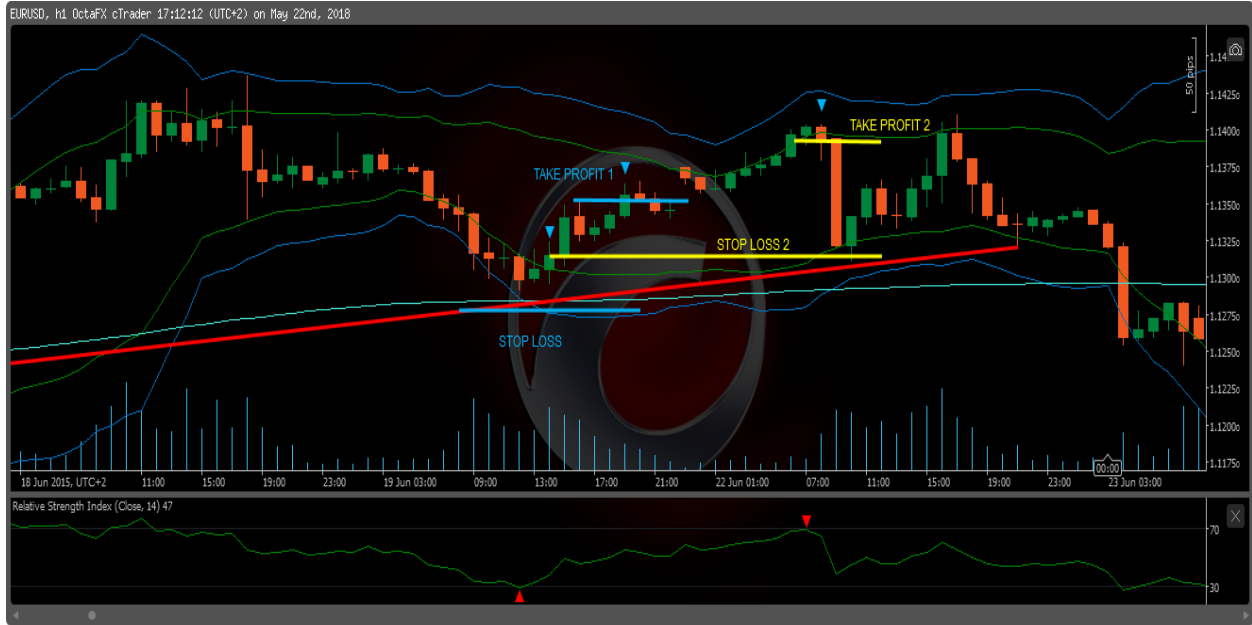 EURUSD, h1 OctaFX cTrader 17:12:12 (UTC+2) on May 22nd, 2018
50 pips
1.14250
1.14000
TAKE PROFIT 2
1.13750
TAKE PROFIT 1
1.13500
STOP LOSS 2
1.13250
1.13000
1.12750
STOP LOSS
1.12500
1.12250
1.12000
1.11750
00:00
18 Jun 2015, UTC+2 11:00 15:00 19:00 23:00 19 Jun 03:00 09:00 13:00 17:00 21:00 22 Jun 01:00 07:00 11:00 15:00 19:00 23:00 23 Jun 03:00
Relative Strength Index (Close, 14) 47
70
30